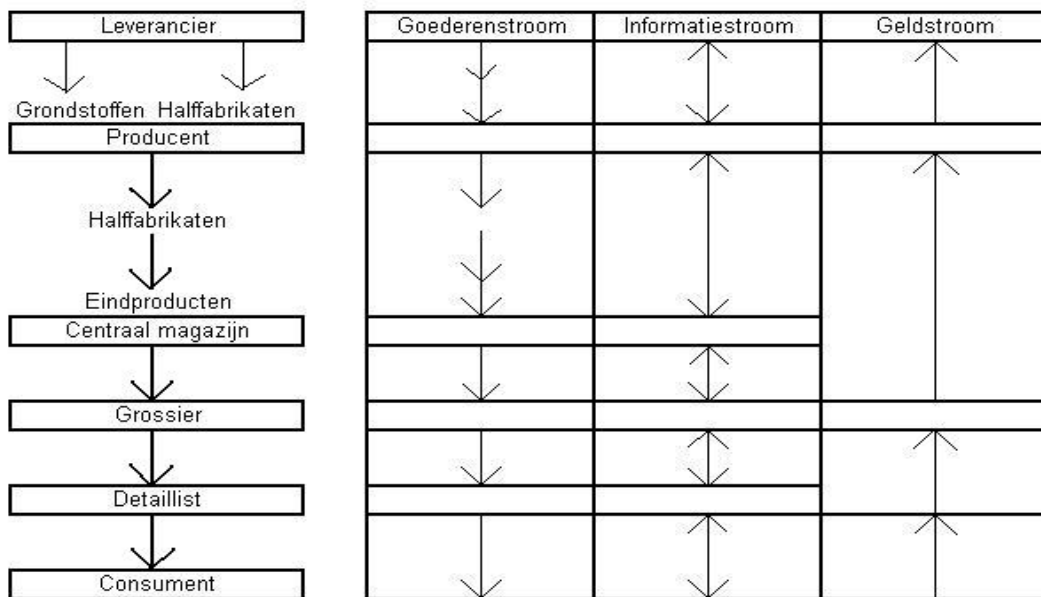 Leverancier
Goederenstroom
Informatiestroom
Geldstroom
Grondstoffen
Halffabrikaten
Producent
Halffabrikaten
Eindproducten
Centraal magazijn
Grossier
Detaillist
Consument